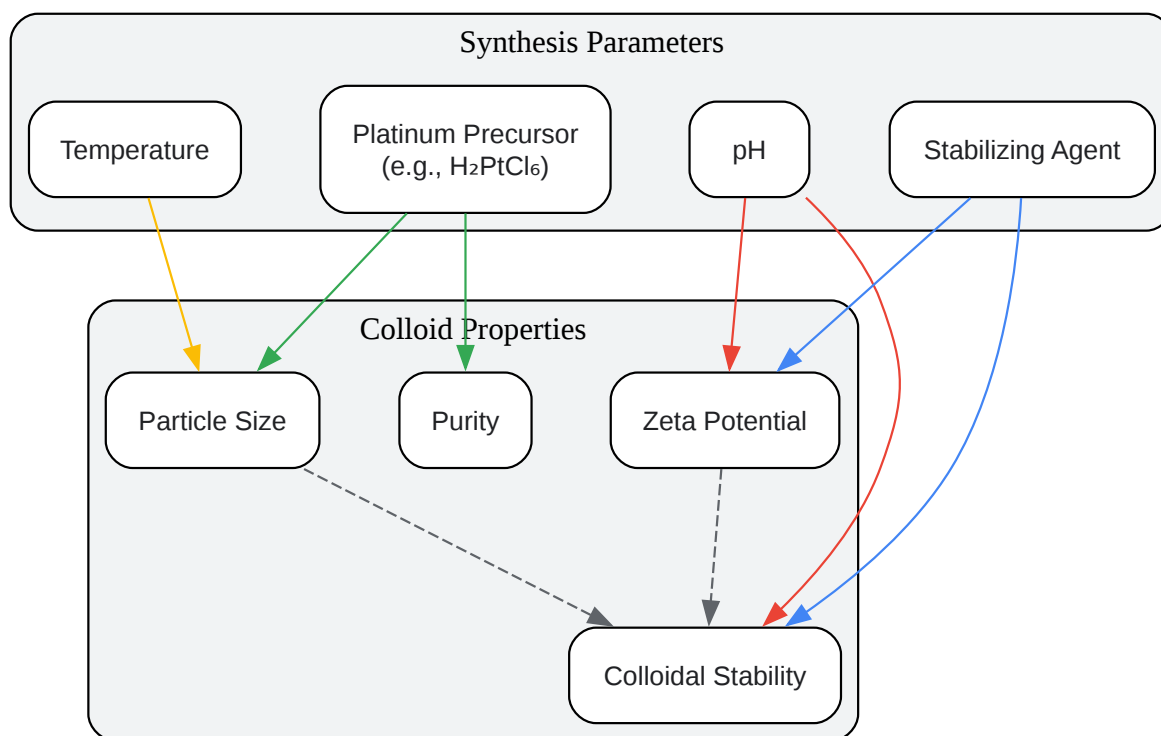 Synthesis Parameters
Temperature
Platinum Precursor
(e.g., H₂PtCl₆)
pH
Stabilizing Agent
Colloid Properties
Particle Size
Purity
Zeta Potential
Colloidal Stability